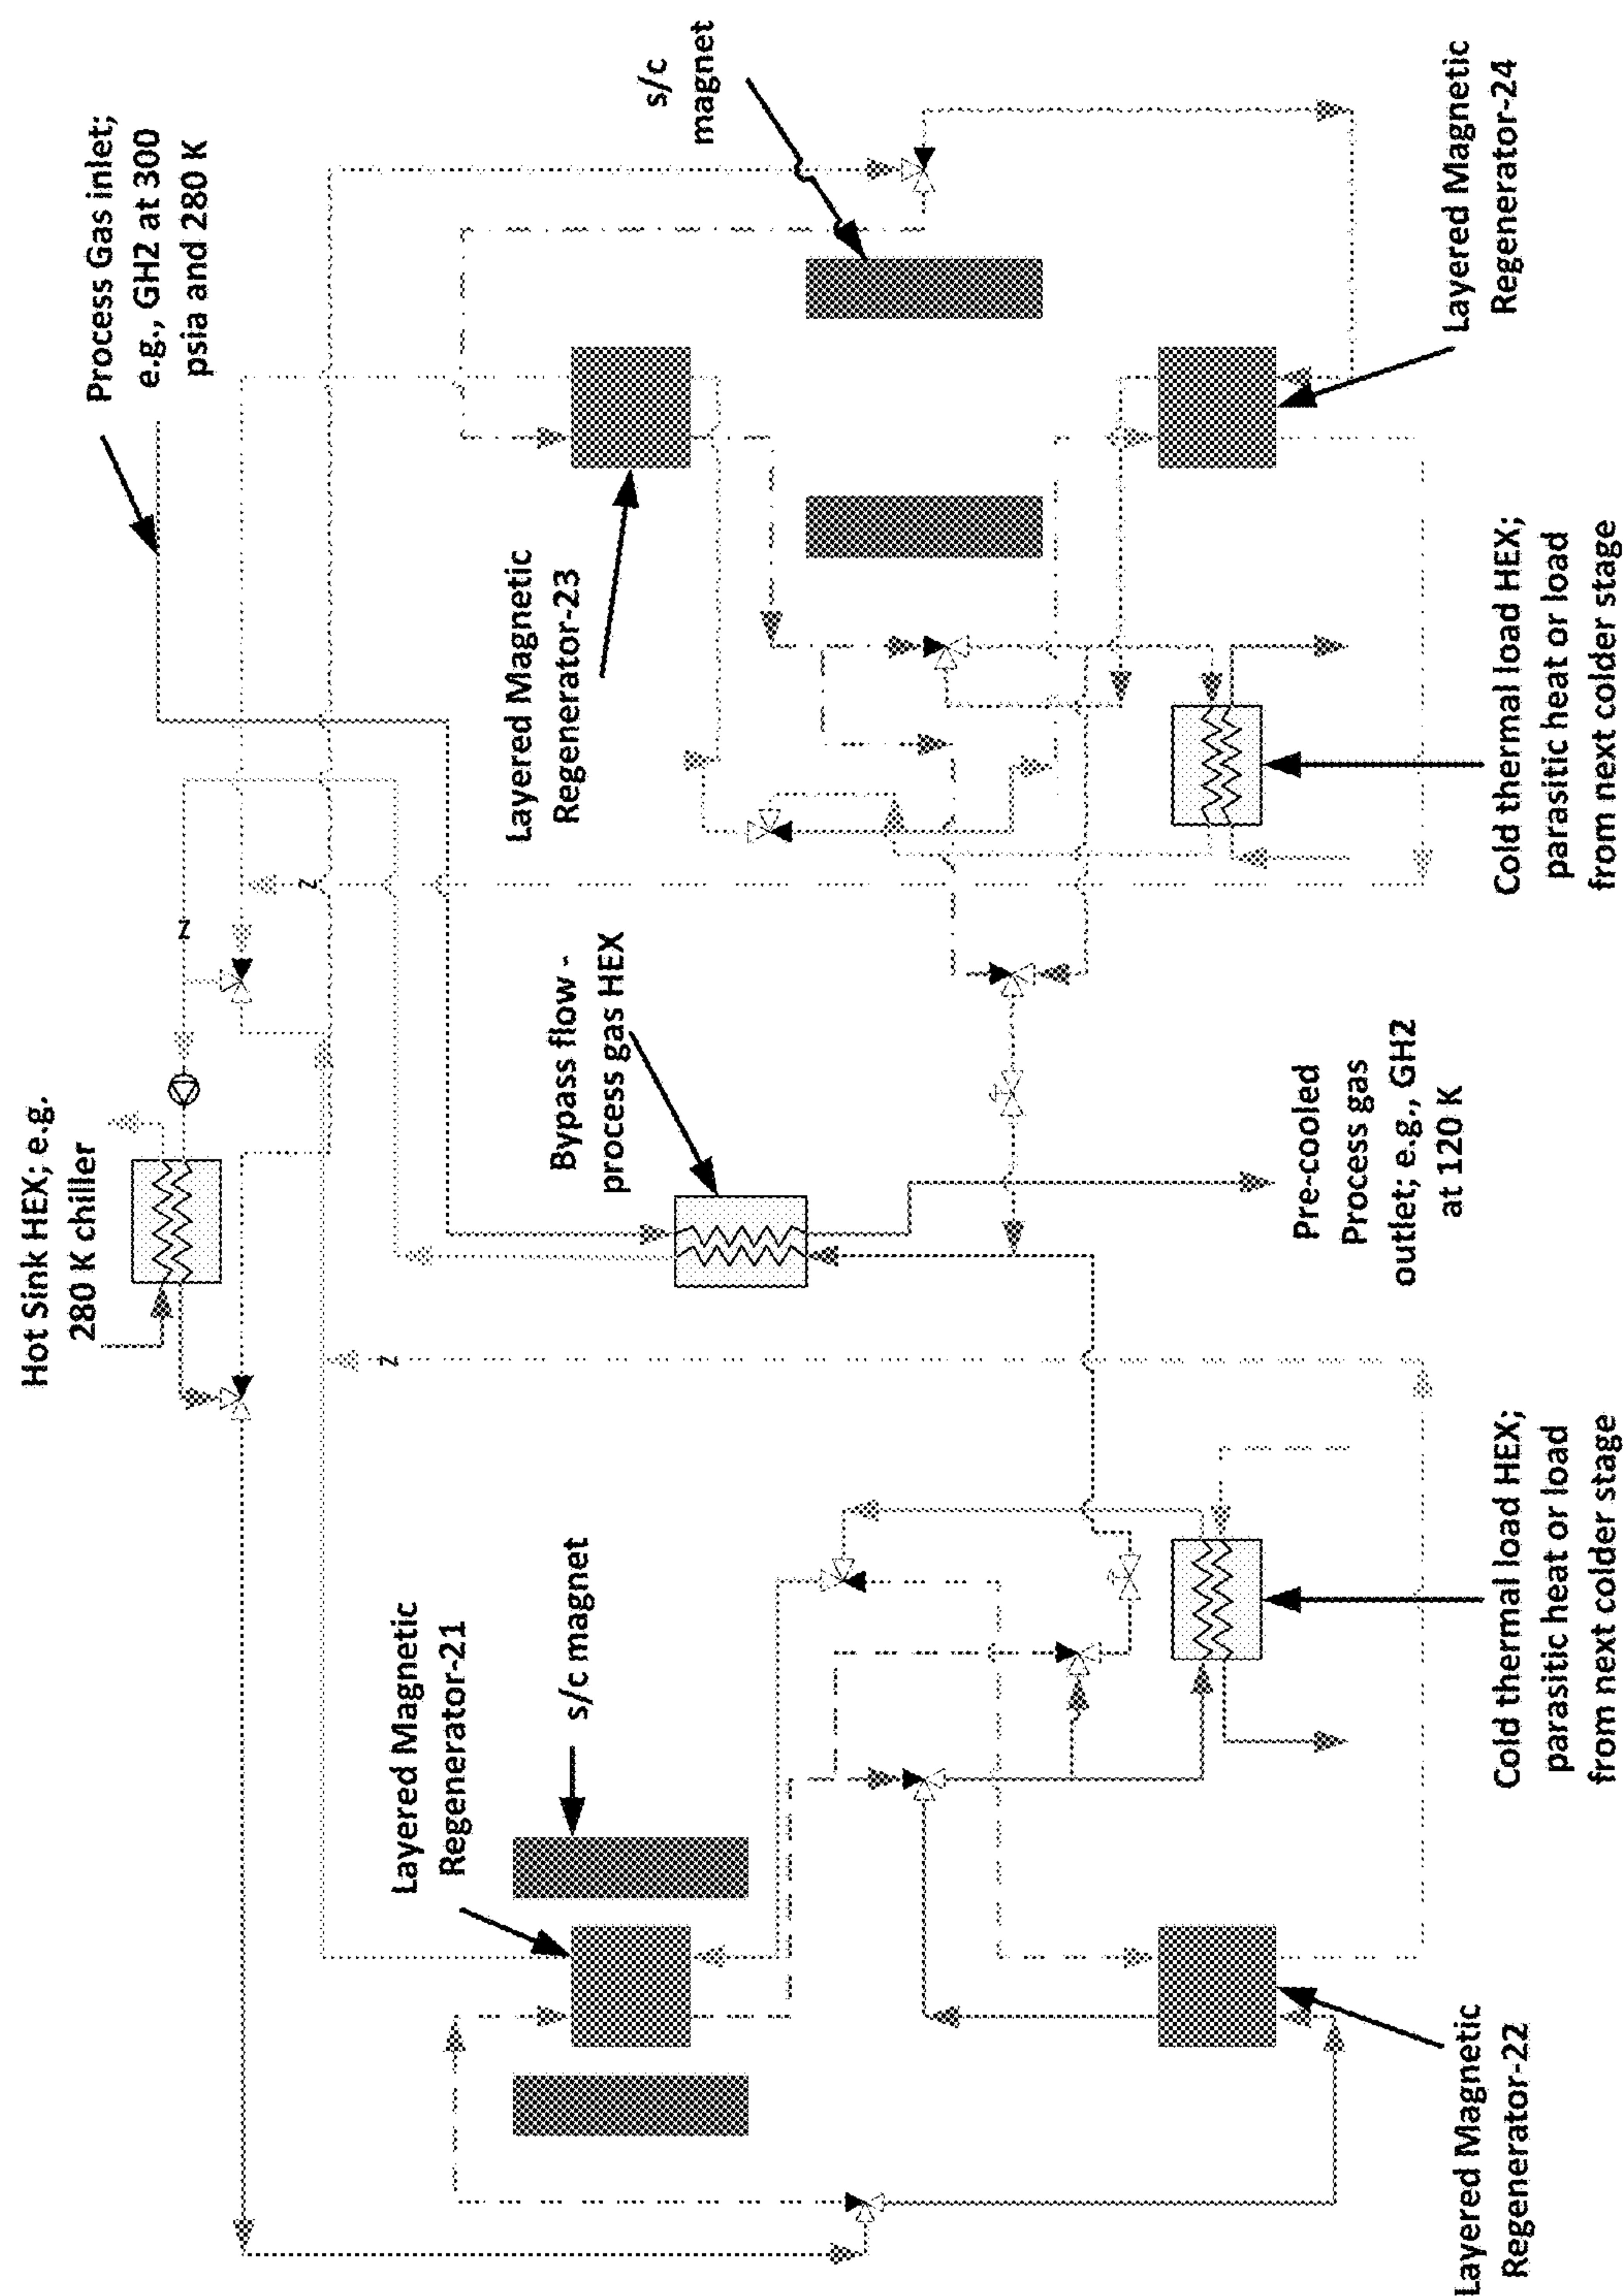 Hot Sink HEX; e.g.
280 K chiller
Process Gas inlet;
e.g., GH2 at 300
psia and 280 K
s/c
magnet
Layered Magnetic
Regenerator-21
s/c magnet
Bypass flow -
process gas HEX
Layered Magnetic
Regenerator-23
z
z
z
Pre-cooled
Process gas
outlet; e.g., GH2
at 120 K
Layered Magnetic
Regenerator-22
Cold thermal load HEX;
parasitic heat or load
from next colder stage
Cold thermal load HEX;
parasitic heat or load
from next colder stage
Layered Magnetic
Regenerator-24